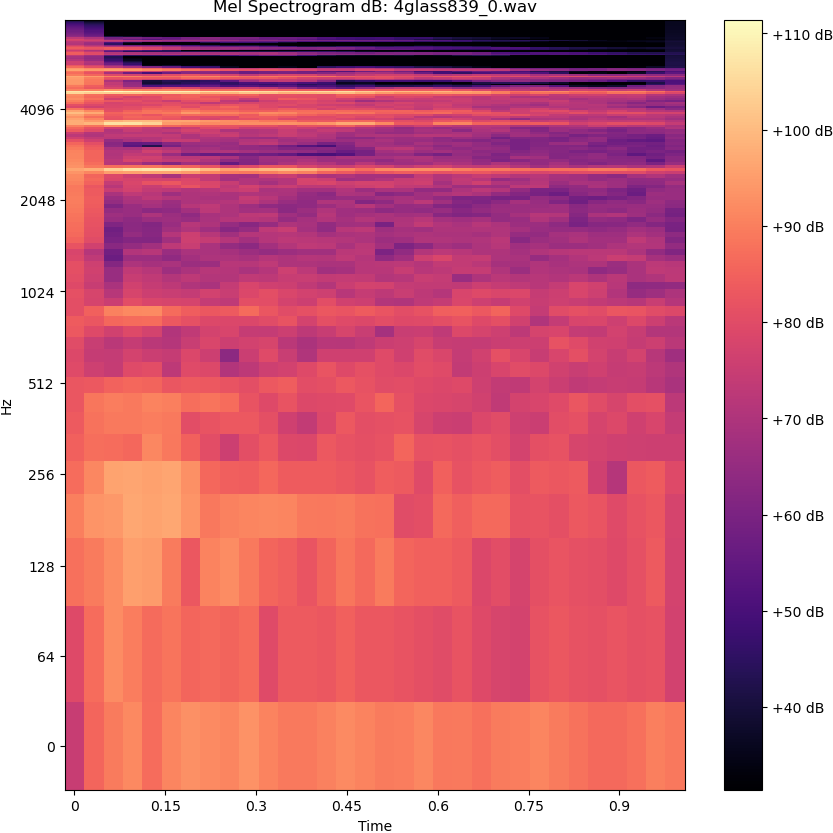 Mel Spectrogram dB: 4glass839_0.wav
+110 dB
4096
+100 dB
+90 dB
2048
1024
+80 dB
512
Hz
+70 dB
256
+60 dB
128
+50 dB
64
+40 dB
0
0 0.15 0.3 0.45 0.6 0.75 0.9
Time